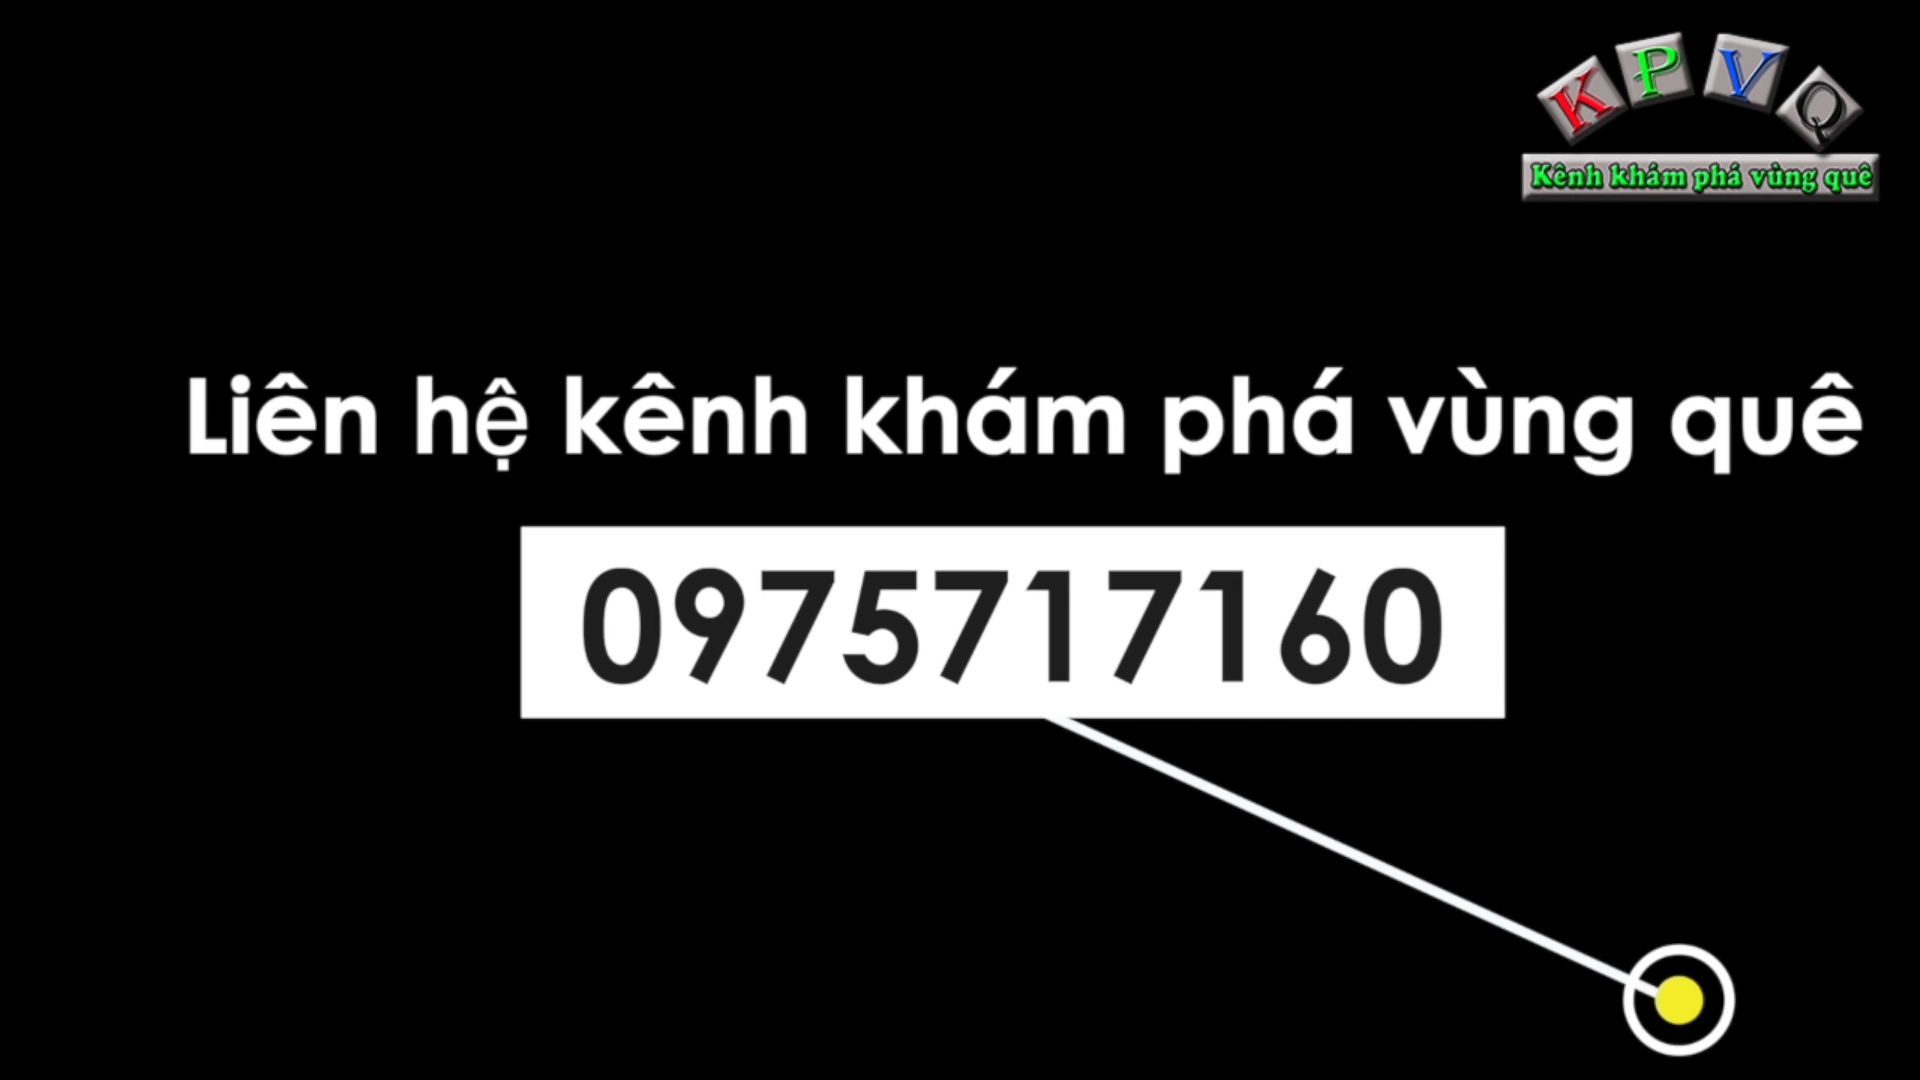 KPVQ
Kênh khám phá vùng quê
Liên hệ kênh khám phá vùng quê
0975717160